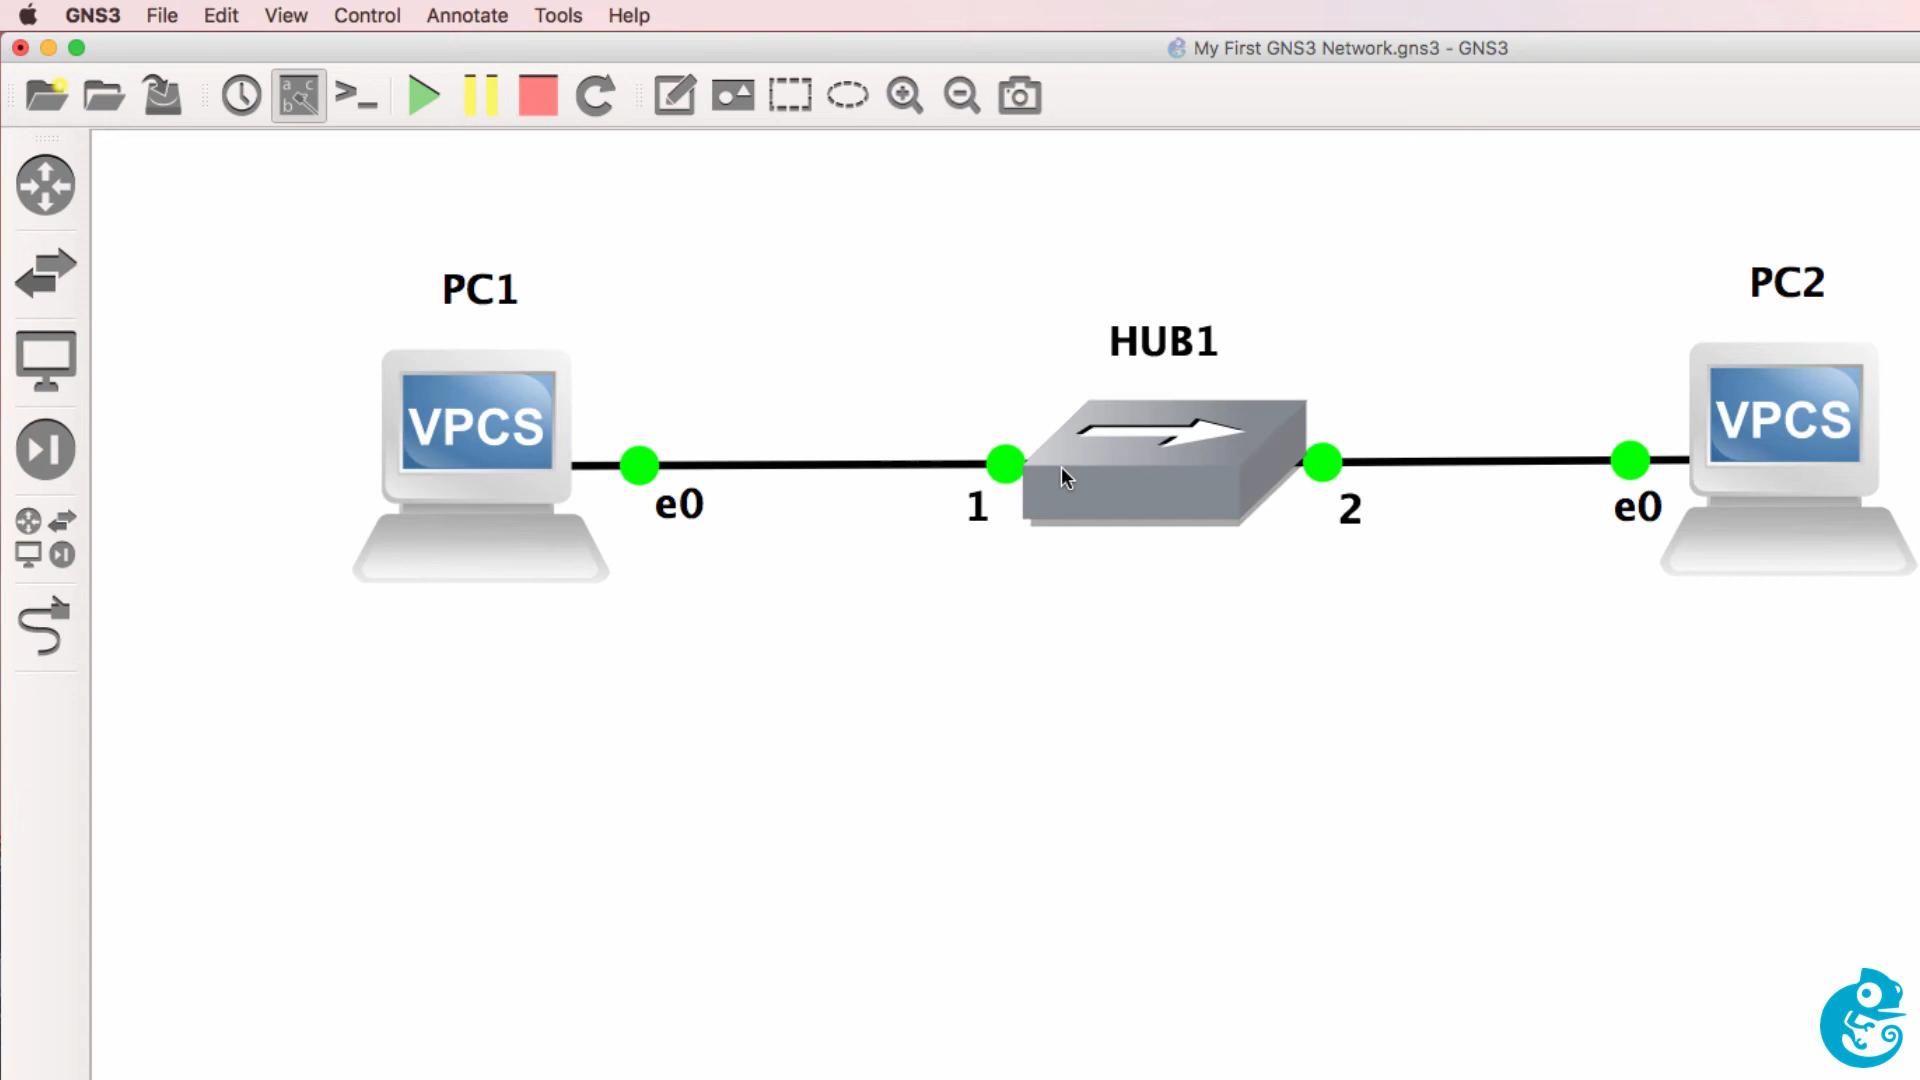 GNS3 File Edit View Control Annotate Tools Help
My First GNS3 Network.gns3 - GNS3
a c
b
>_
PC1
PC2
HUB1
VPCS
VPCS
e0
1
2
e0